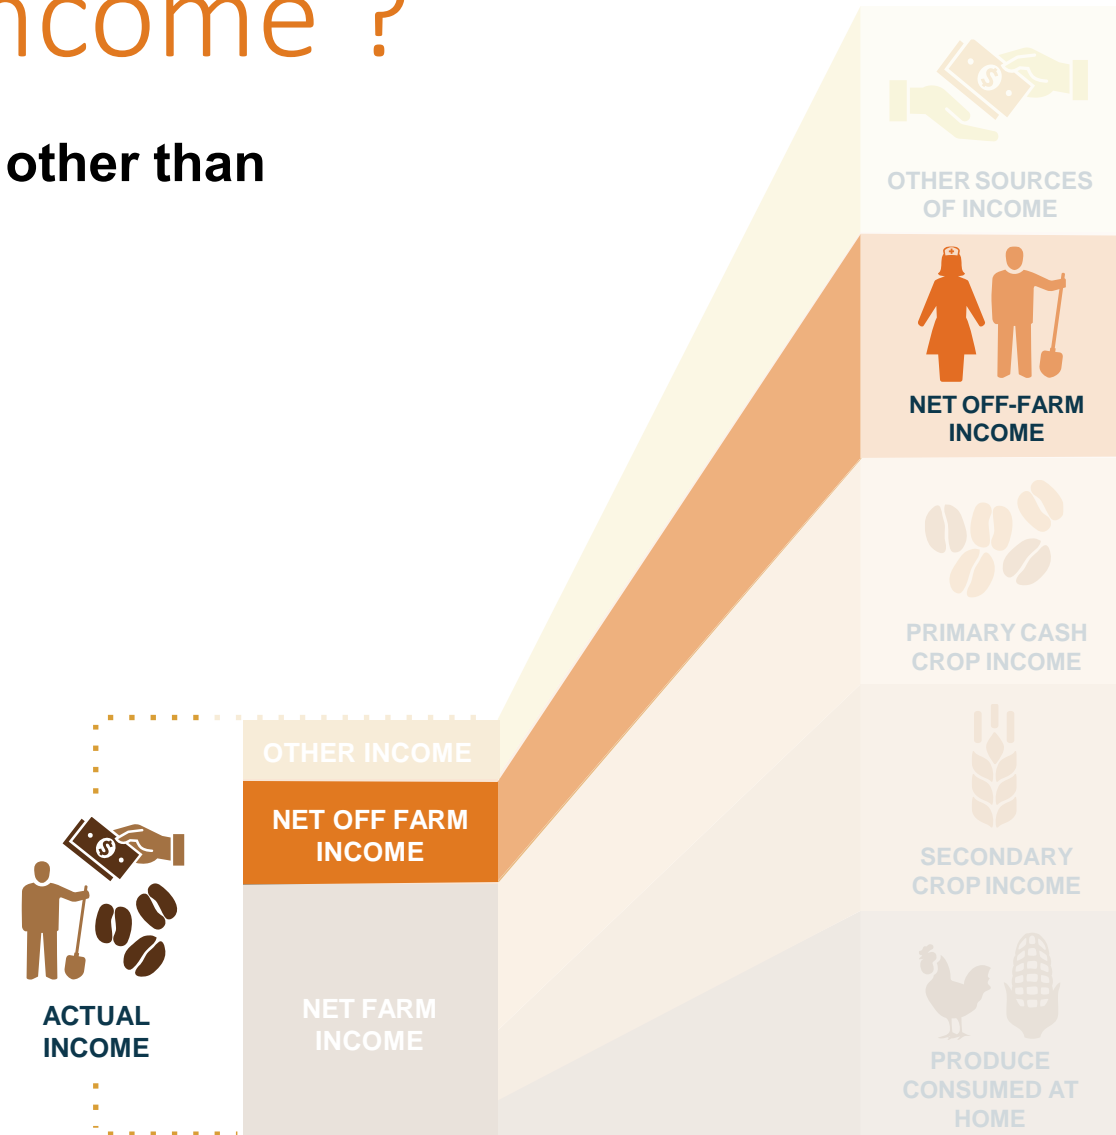 ncome ?
other than
OTHER SOURCES
OF INCOME
NET OFF-FARM
INCOME
PRIMARY CASH
CROP INCOME
SECONDARY
CROP INCOME
PRODUCE
CONSUMED AT
HOME
OTHER INCOME
NET OFF FARM
INCOME
NET FARM
INCOME
ACTUAL
INCOME